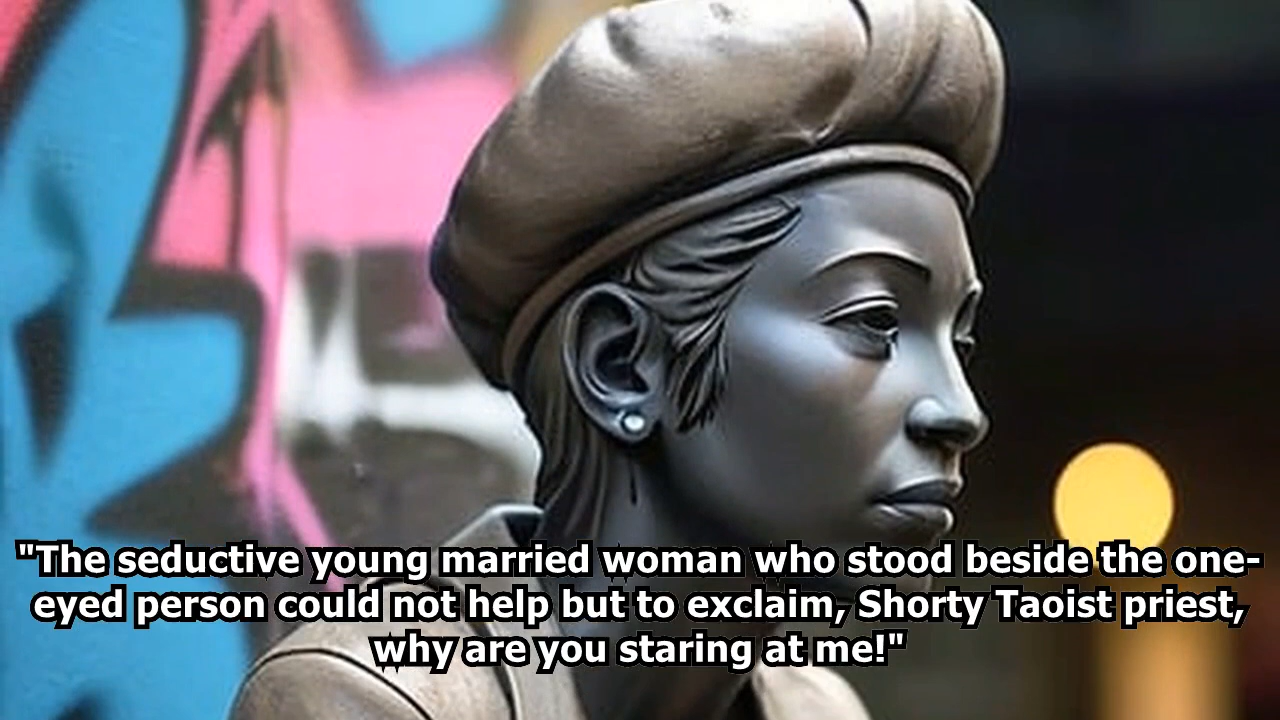 "The seductive young married woman who stood beside the one-
eyed person could not help but to exclaim, Shorty Taoist priest,
why are you staring at me!"